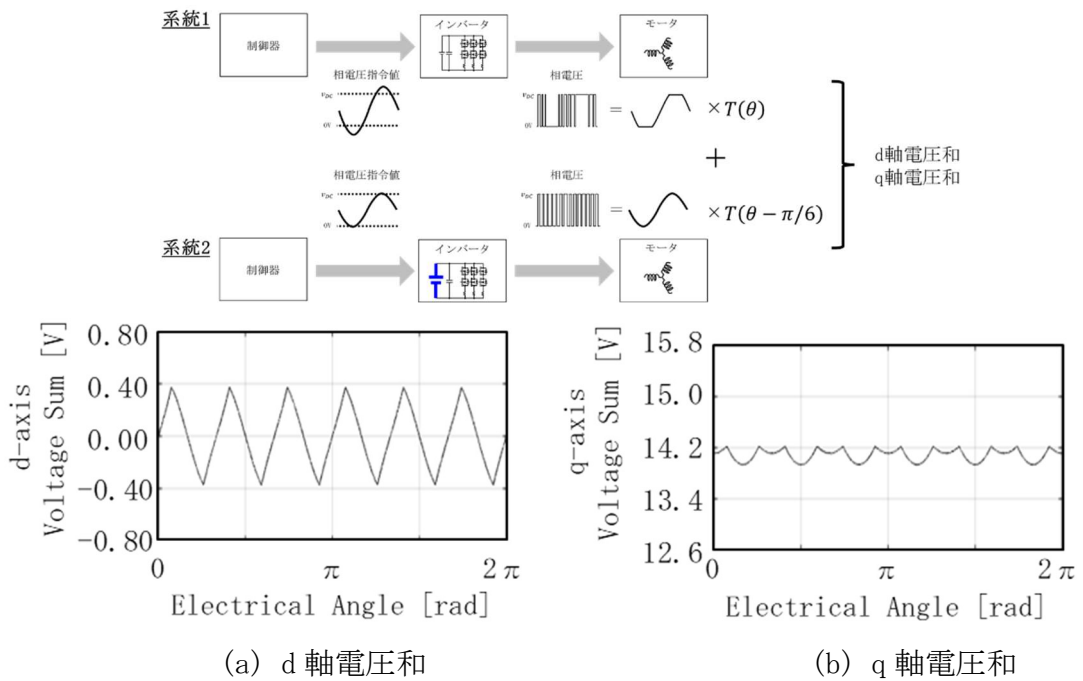 系統1
制御器
インバータ
モータ
相電圧指令値
相電圧
v_DC
0V
v_DC
0V
= ×T(θ)
+
d軸電圧和
q軸電圧和
相電圧指令値
相電圧
v_DC
0V
v_DC
0V
= ×T(θ − π/6)
系統2
制御器
インバータ
モータ
d-axis
Voltage Sum [V]
0.80
0.40
0.00
-0.40
-0.80
0
π
2π
Electrical Angle [rad]
(a) d 軸電圧和
q-axis
Voltage Sum [V]
15.8
15.0
14.2
13.4
12.6
0
π
2π
Electrical Angle [rad]
(b) q 軸電圧和